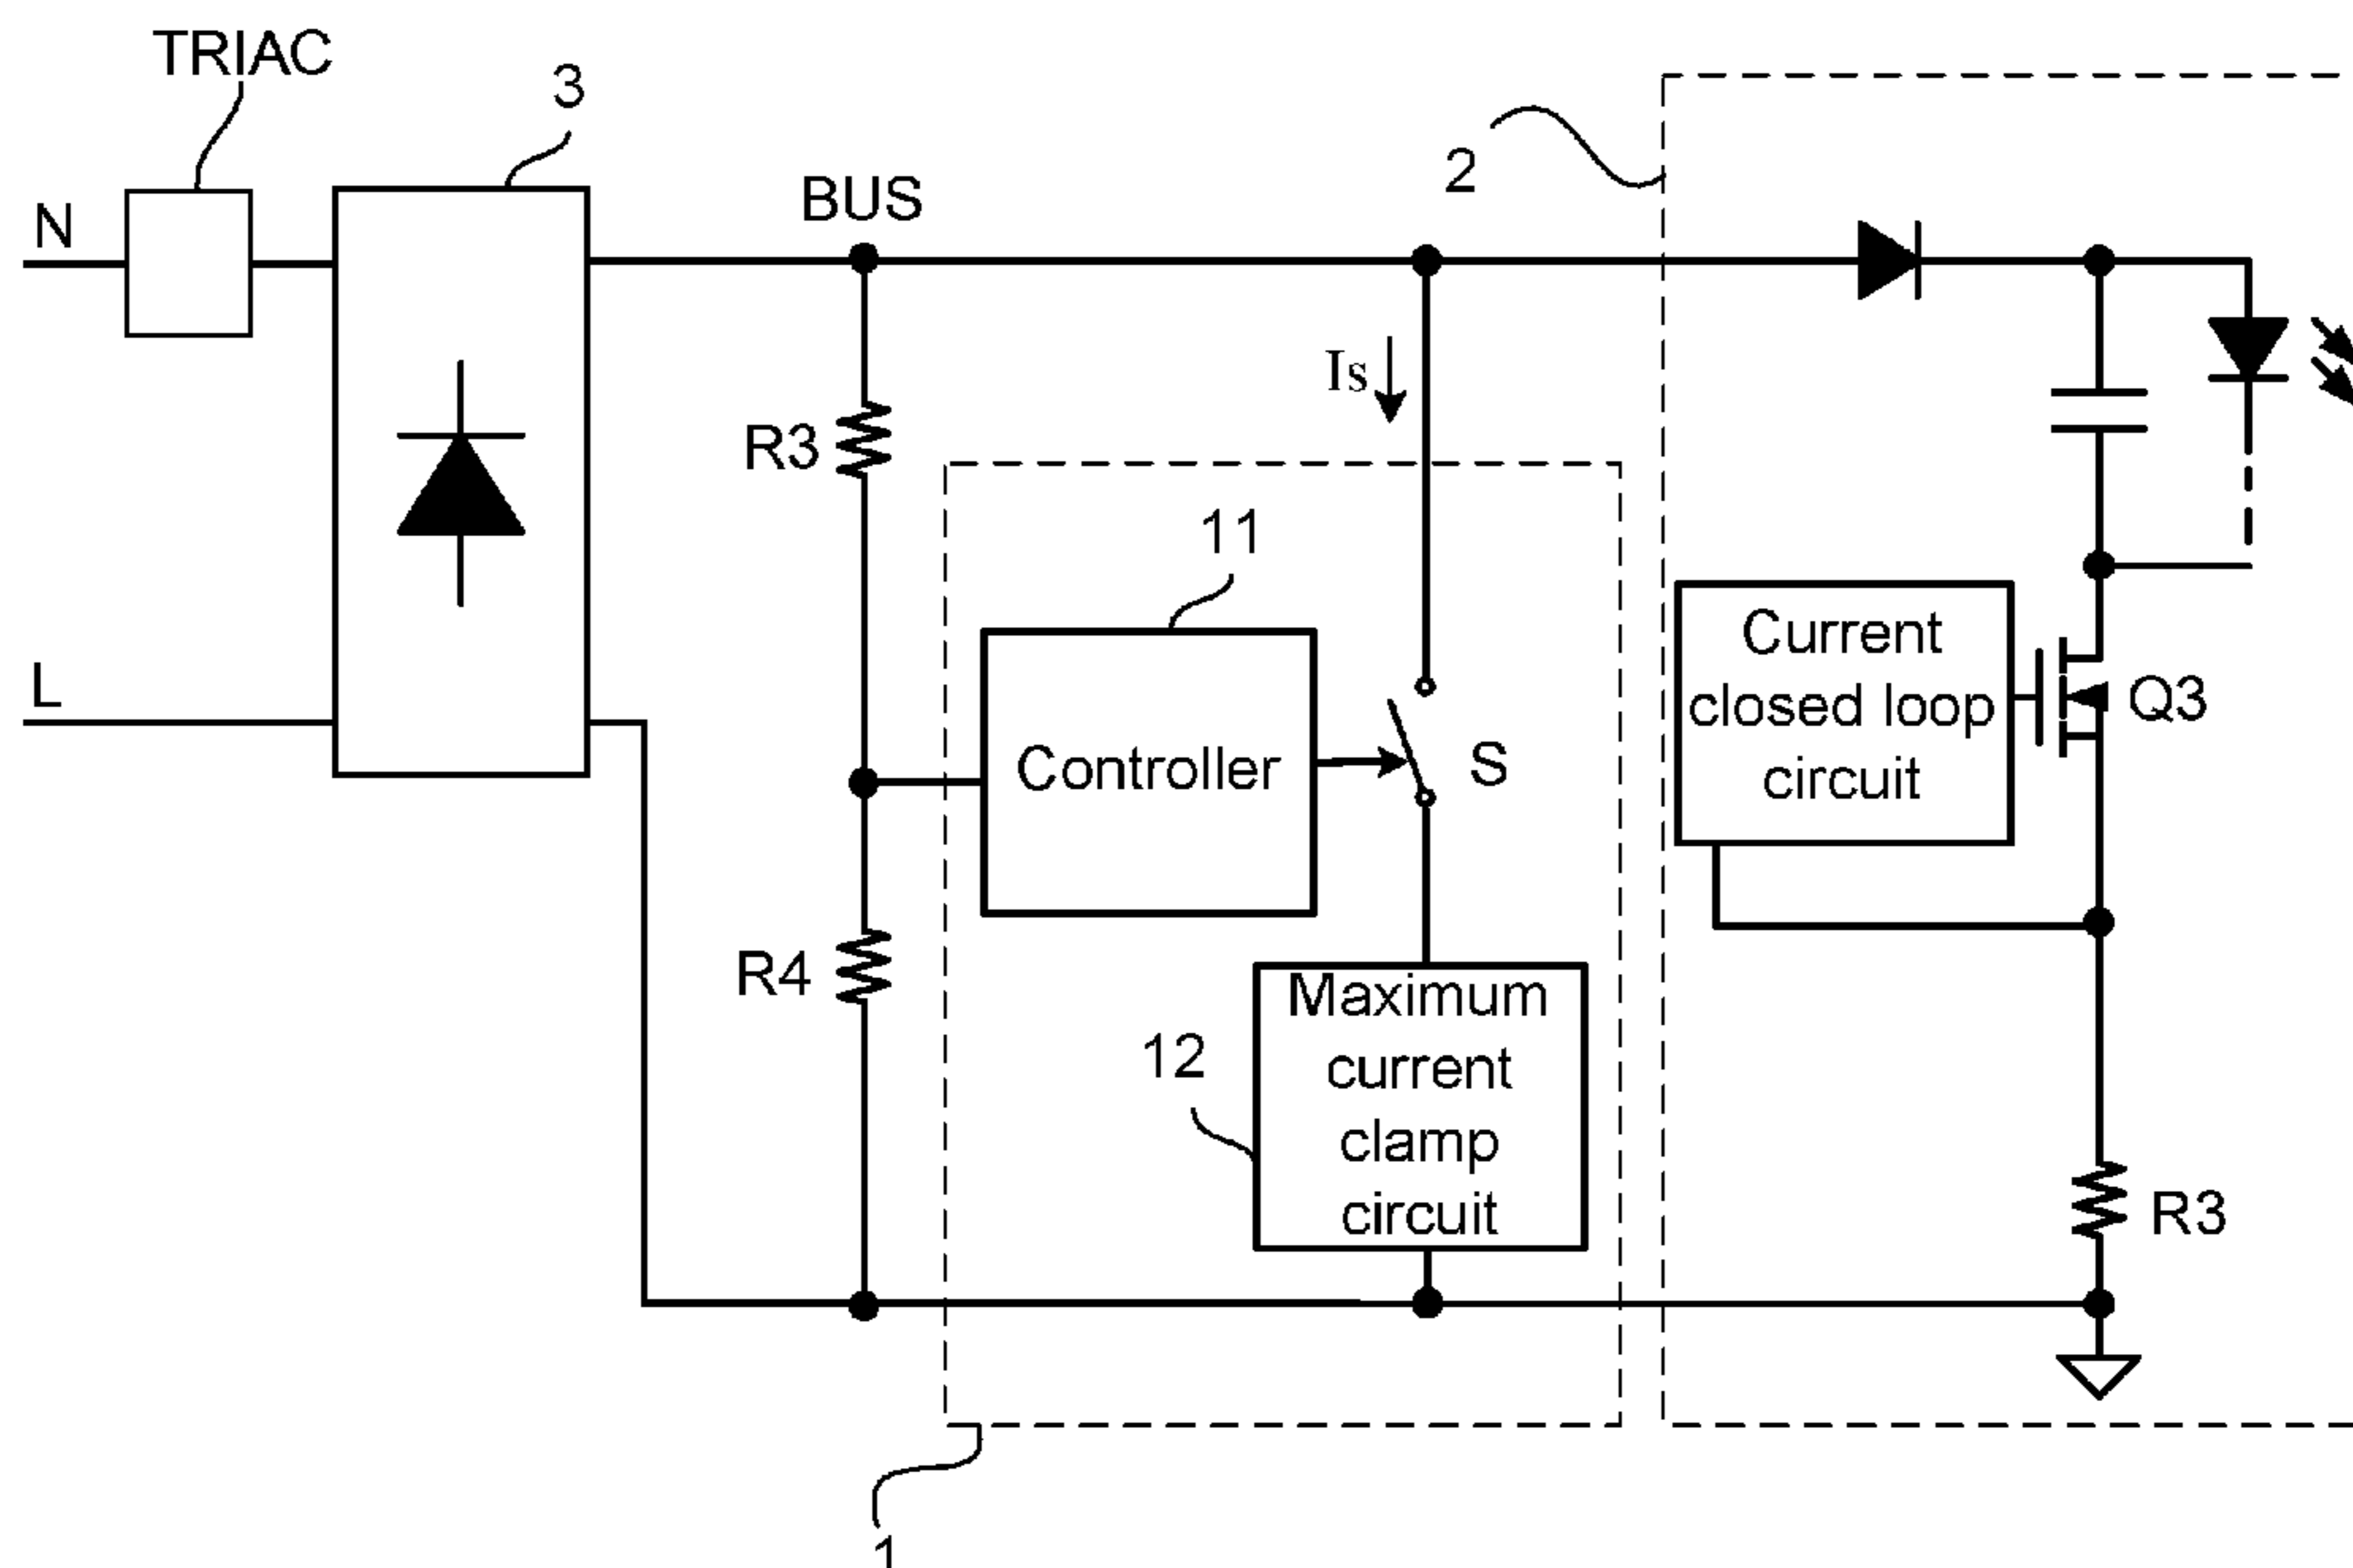 TRIAC
3
N
BUS
2
Is
R3
11
L
Controller
S
Current
closed loop
circuit
Q3
R4
12
Maximum
current
clamp
circuit
R3
1